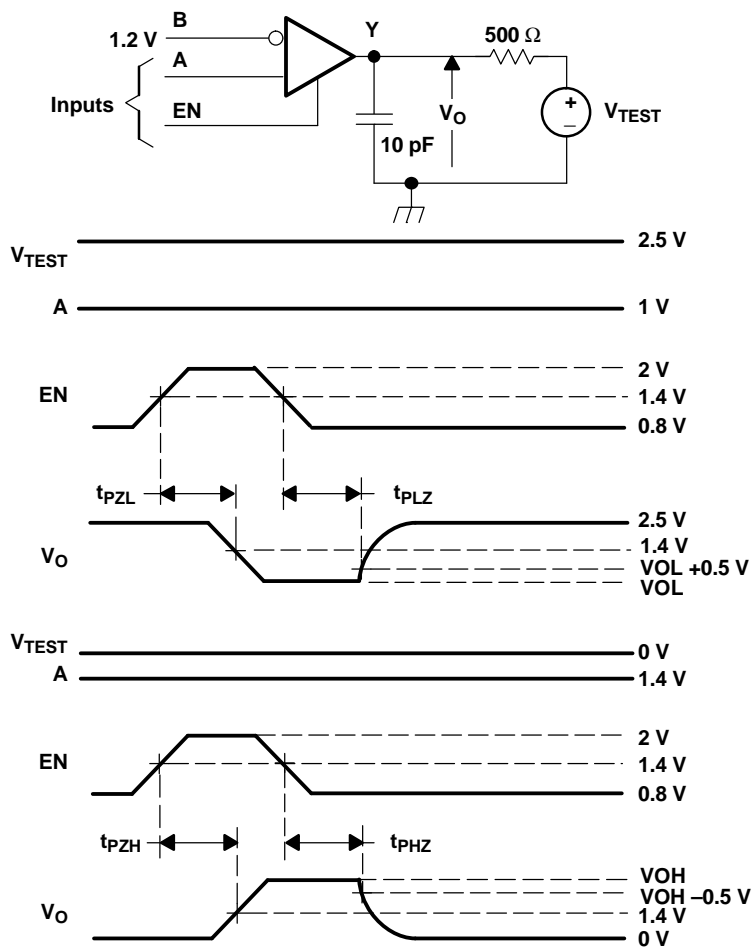 B
1.2 V
A
Inputs
EN
Y
500 Ω
VO
10 pF
+
–
VTEST
VTEST
2.5 V
A
1 V
EN
2 V
1.4 V
0.8 V
tPZL
tPLZ
VO
2.5 V
1.4 V
VOL +0.5 V
VOL
VTEST
0 V
A
1.4 V
EN
2 V
1.4 V
0.8 V
tPZH
tPHZ
VO
VOH
VOH –0.5 V
1.4 V
0 V